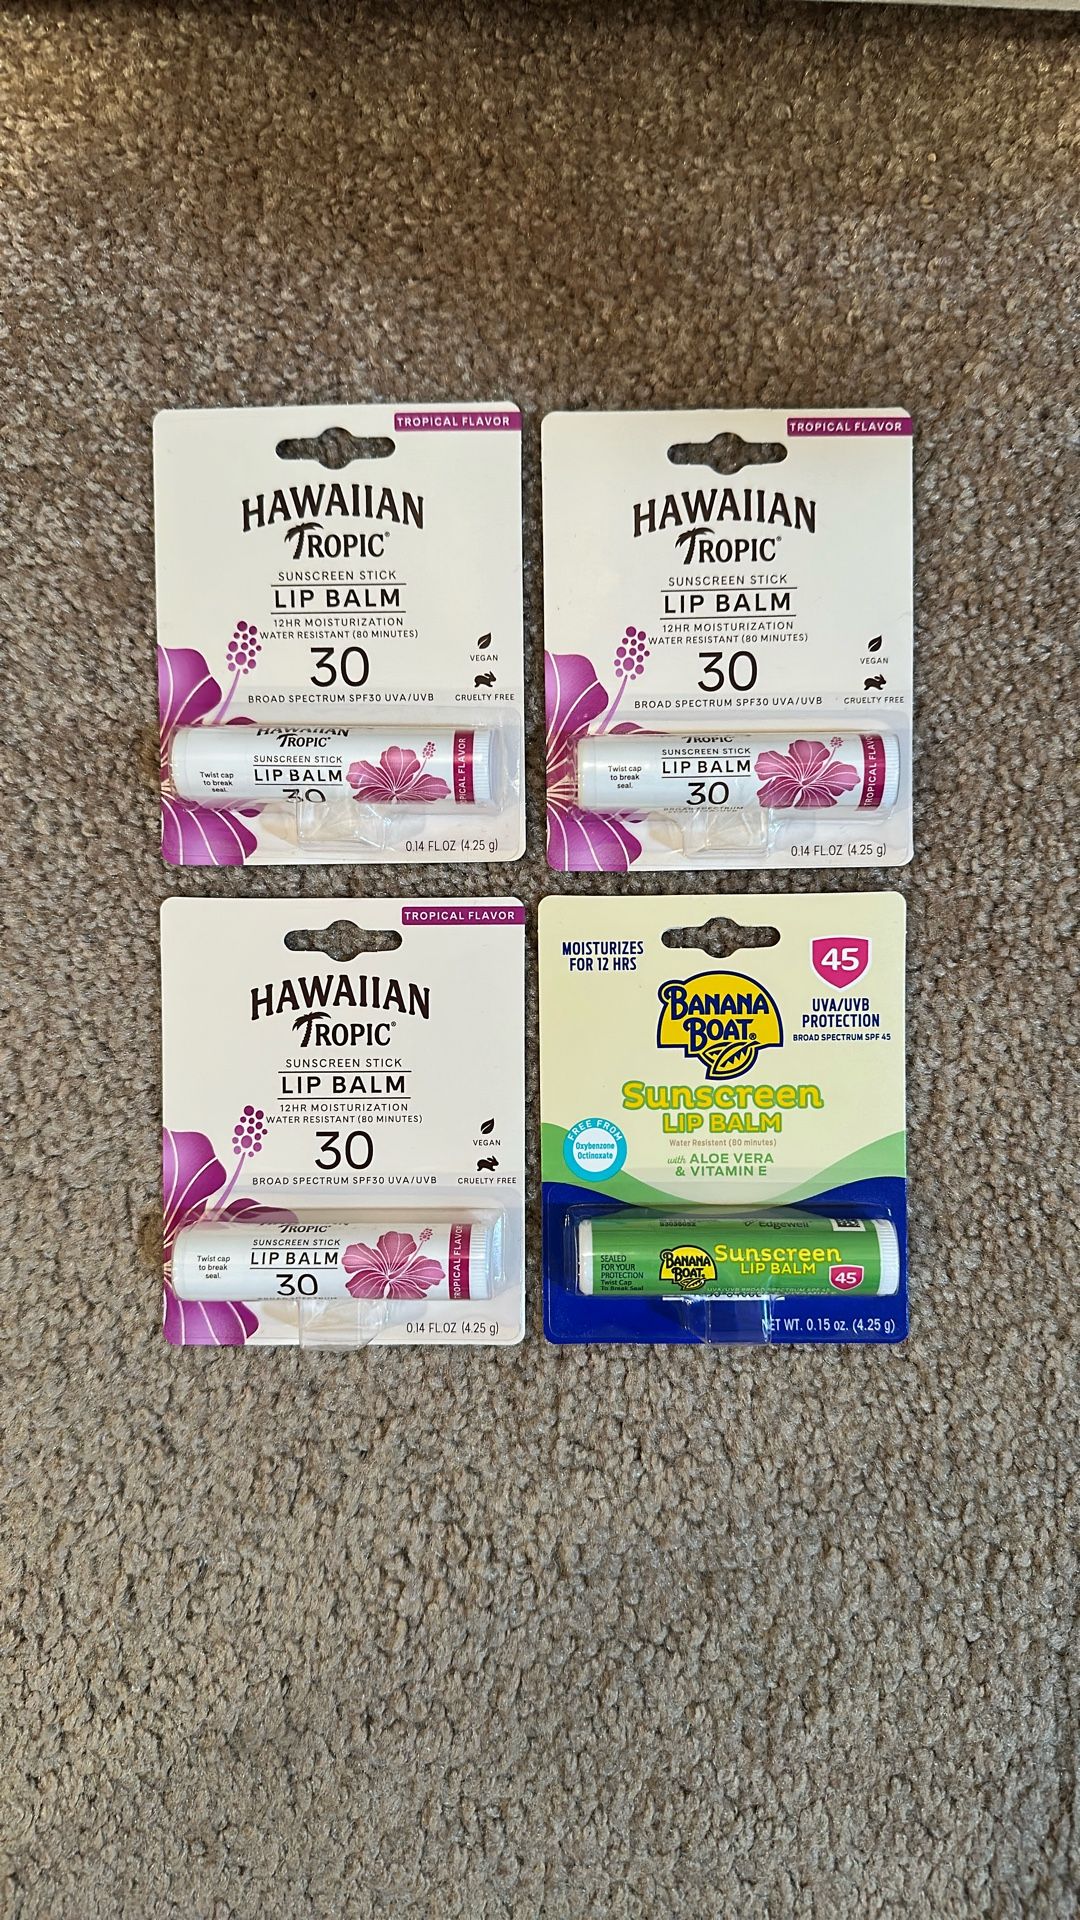 TROPICAL FLAVOR
HAWAIIAN
TROPIC®
SUNSCREEN STICK
LIP BALM
12HR MOISTURIZATION
WATER RESISTANT (80 MINUTES)
30
BROAD SPECTRUM SPF30 UVA/UVB
VEGAN
CRUELTY FREE
HAWAIIAN
TROPIC®
SUNSCREEN STICK
LIP BALM
30
Twist cap
to break
seal.
TROPICAL FLAVOR
0.14 FL.OZ (4.25 g)
TROPICAL FLAVOR
HAWAIIAN
TROPIC®
SUNSCREEN STICK
LIP BALM
12HR MOISTURIZATION
WATER RESISTANT (80 MINUTES)
30
BROAD SPECTRUM SPF30 UVA/UVB
VEGAN
CRUELTY FREE
TROPIC®
SUNSCREEN STICK
LIP BALM
30
BROAD SPECTRUM
Twist cap
to break
seal.
TROPICAL FLAVOR
0.14 FL.OZ (4.25 g)
TROPICAL FLAVOR
HAWAIIAN
TROPIC®
SUNSCREEN STICK
LIP BALM
12HR MOISTURIZATION
WATER RESISTANT (80 MINUTES)
30
BROAD SPECTRUM SPF30 UVA/UVB
VEGAN
CRUELTY FREE
TROPIC®
SUNSCREEN STICK
LIP BALM
30
Twist cap
to break
seal.
TROPICAL FLAVOR
0.14 FL.OZ (4.25 g)
MOISTURIZES
FOR 12 HRS
45
UVA/UVB
PROTECTION
BROAD SPECTRUM SPF 45
BANANA
BOAT®
Sunscreen
LIP BALM
Water Resistent (80 minutes)
with ALOE VERA
& VITAMIN E
FREE FROM
Oxybenzone
Octinoxate
Edgewell
SEALED
FOR YOUR
PROTECTION
Twist Cap
To Break Seal
BANANA
BOAT
Sunscreen
LIP BALM
45
NET WT. 0.15 oz. (4.25 g)